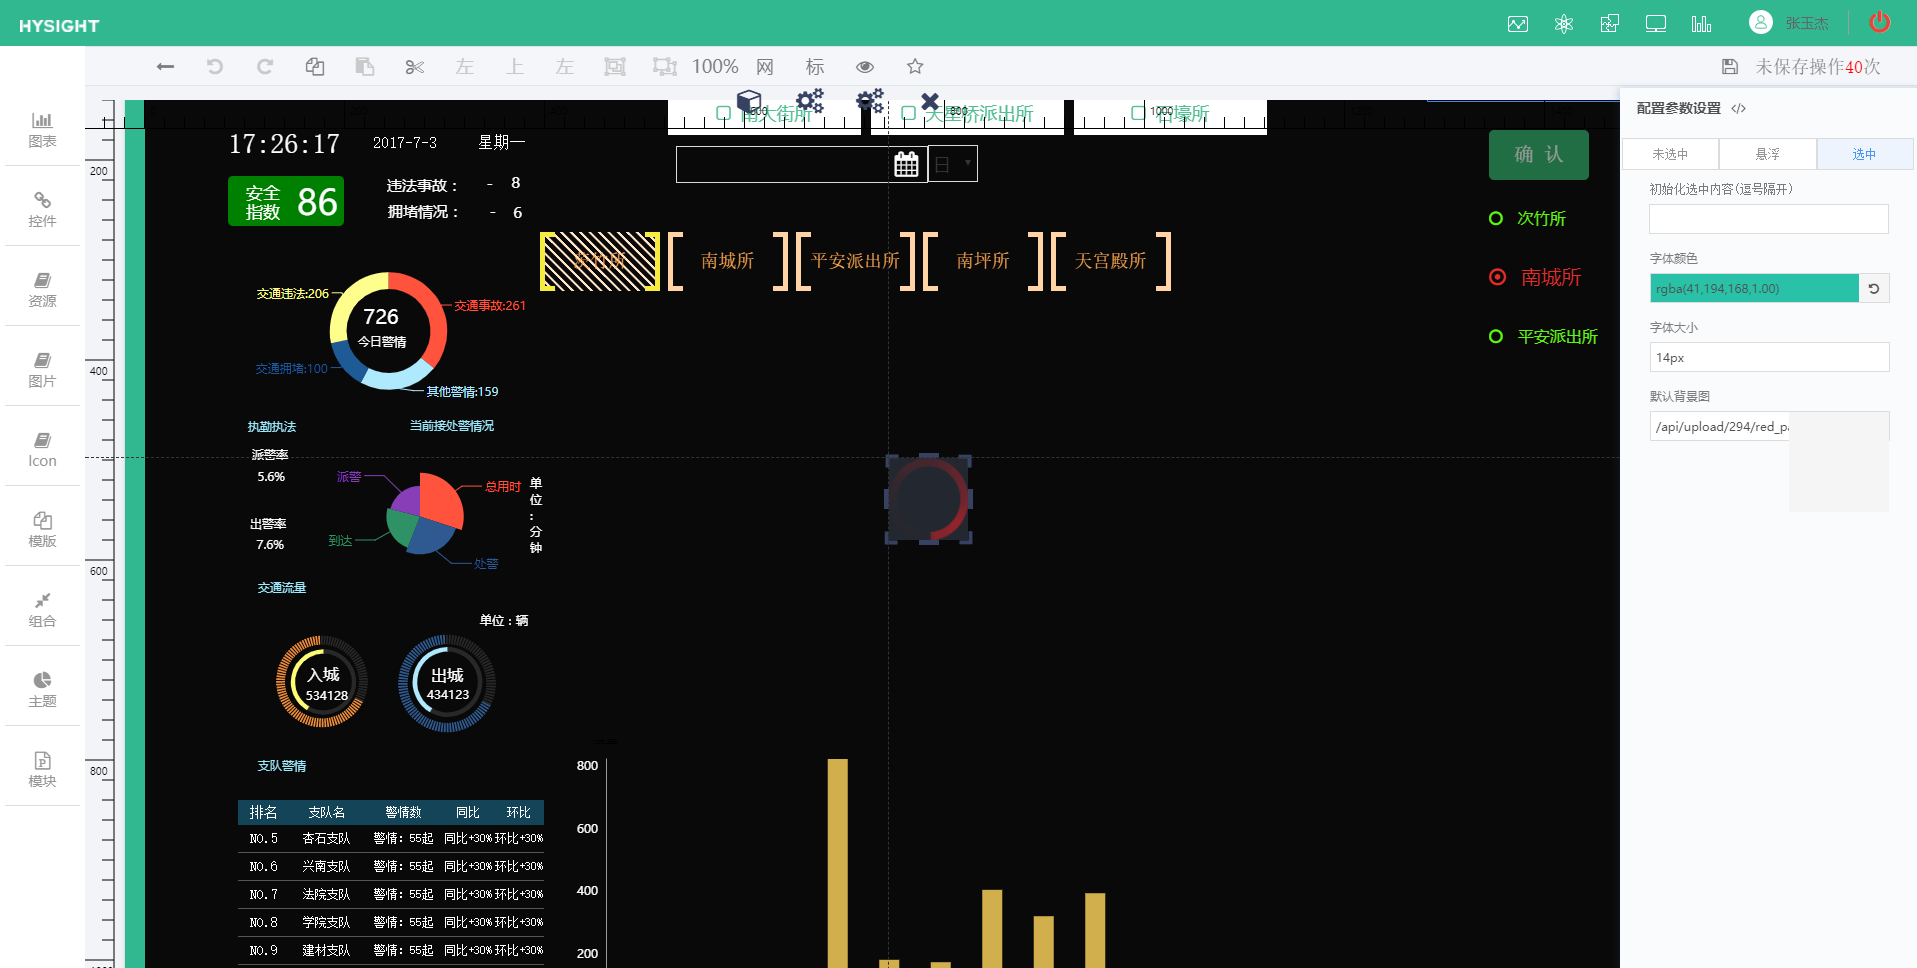 HYSIGHT
张玉杰
左 上 左 100% 网 标
未保存操作40次
图表
控件
资源
图片
Icon
模版
组合
主题
模块
200
400
600
800
800
1000
天星桥派出所
17:26:17 2017-7-3 星期一
安全
指数
86
违法事故： - 8
拥堵情况： - 6
日
确 认
次竹所
南城所
平安派出所
南城所
平安派出所
南坪所
天宫殿所
交通违法:206
交通事故:261
726
今日警情
交通拥堵:100
其他警情:159
执勤执法
当前接处警情况
派警率
5.6%
出警率
7.6%
派警
总用时
到达
处警
单
位
:
分
钟
交通流量
单位：辆
入城
534128
出城
434123
支队警情
排名 支队名 警情数 同比 环比
NO.5 杏石支队 警情: 55起 同比+30% 环比+30%
NO.6 兴南支队 警情: 55起 同比+30% 环比+30%
NO.7 法院支队 警情: 55起 同比+30% 环比+30%
NO.8 学院支队 警情: 55起 同比+30% 环比+30%
NO.9 建材支队 警情: 55起 同比+30% 环比+30%
800
600
400
200
配置参数设置 </>
未选中
悬浮
选中
初始化选中内容(逗号隔开)
字体颜色
rgba(41,194,168,1.00)
字体大小
14px
默认背景图
/api/upload/294/red_pa